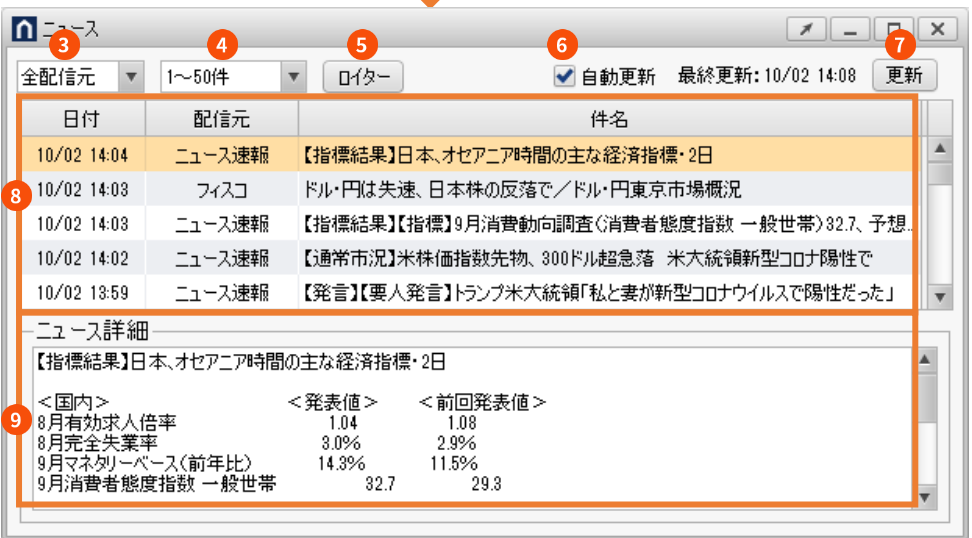 ニュース
3 4 5 6 7
全配信元 1～50件 ロイター 自動更新 最終更新:10/02 14:08 更新
日付 配信元 件名
10/02 14:04 ニュース速報 【指標結果】日本、オセアニア時間の主な経済指標・2日
8
10/02 14:03 フィスコ ドル・円は失速、日本株の反落で／ドル・円東京市場概況
10/02 14:03 ニュース速報 【指標結果】【指標】9月消費動向調査(消費者態度指数 一般世帯)32.7、予想...
10/02 14:02 ニュース速報 【通常市況】米株価指数先物、300ドル超急落 米大統領新型コロナ陽性で
10/02 13:59 ニュース速報 【発言】【要人発言】トランプ米大統領「私と妻が新型コロナウイルスで陽性だった」
ニュース詳細
【指標結果】日本、オセアニア時間の主な経済指標・2日
＜国内＞ ＜発表値＞ ＜前回発表値＞
9
8月有効求人倍率 1.04 1.08
8月完全失業率 3.0% 2.9%
9月マネタリーベース(前年比) 14.3% 11.5%
9月消費者態度指数 一般世帯 32.7 29.3